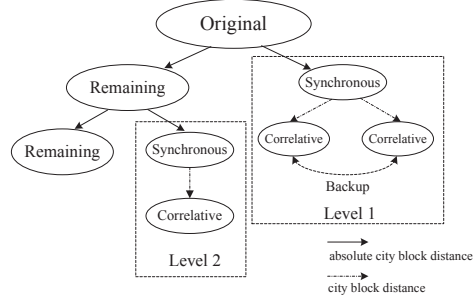 Original
Remaining
Synchronous
Remaining
Synchronous
Correlative
Correlative
Backup
Correlative
Level 1
Level 2
absolute city block distance
city block distance